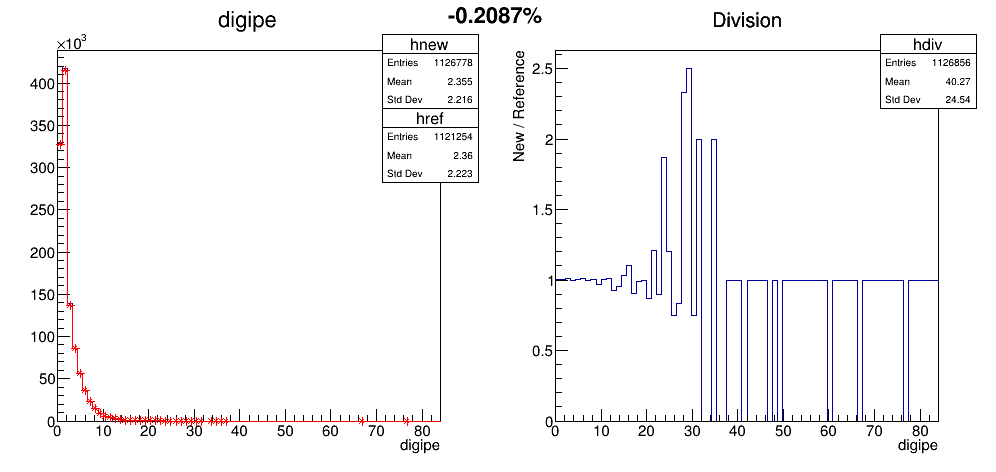 -0.2087%
digipe
×10³
hnew
Entries 1126778
Mean 2.355
Std Dev 2.216
href
Entries 1121254
Mean 2.36
Std Dev 2.223
400
350
300
250
200
150
100
50
0
0 10 20 30 40 50 60 70 80
digipe
Division
hdiv
Entries 1126856
Mean 40.27
Std Dev 24.54
New / Reference
2.5
2
1.5
1
0.5
0
0 10 20 30 40 50 60 70 80
digipe